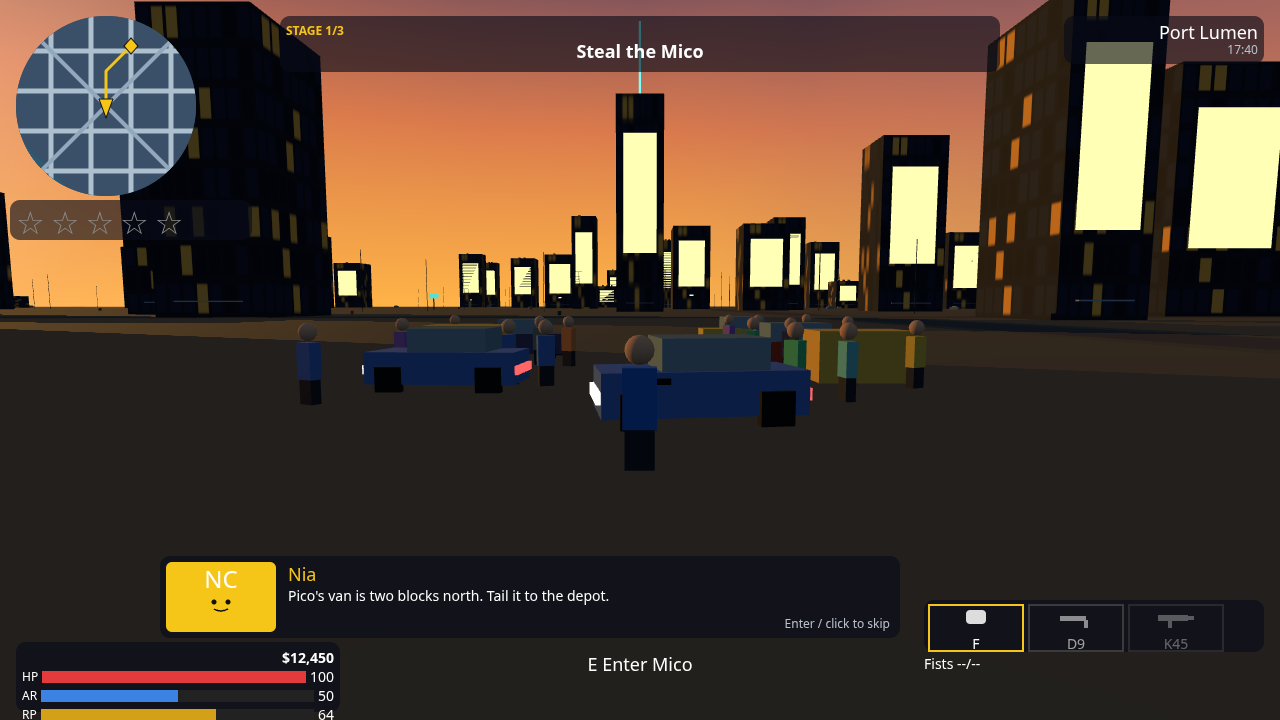 STAGE 1/3
Steal the Mico
Port Lumen
17:40
NC
Nia
Pico's van is two blocks north. Tail it to the depot.
Enter / click to skip
F
D9
K45
Fists --/--
E Enter Mico
$12,450
HP 100
AR 50
RP 64